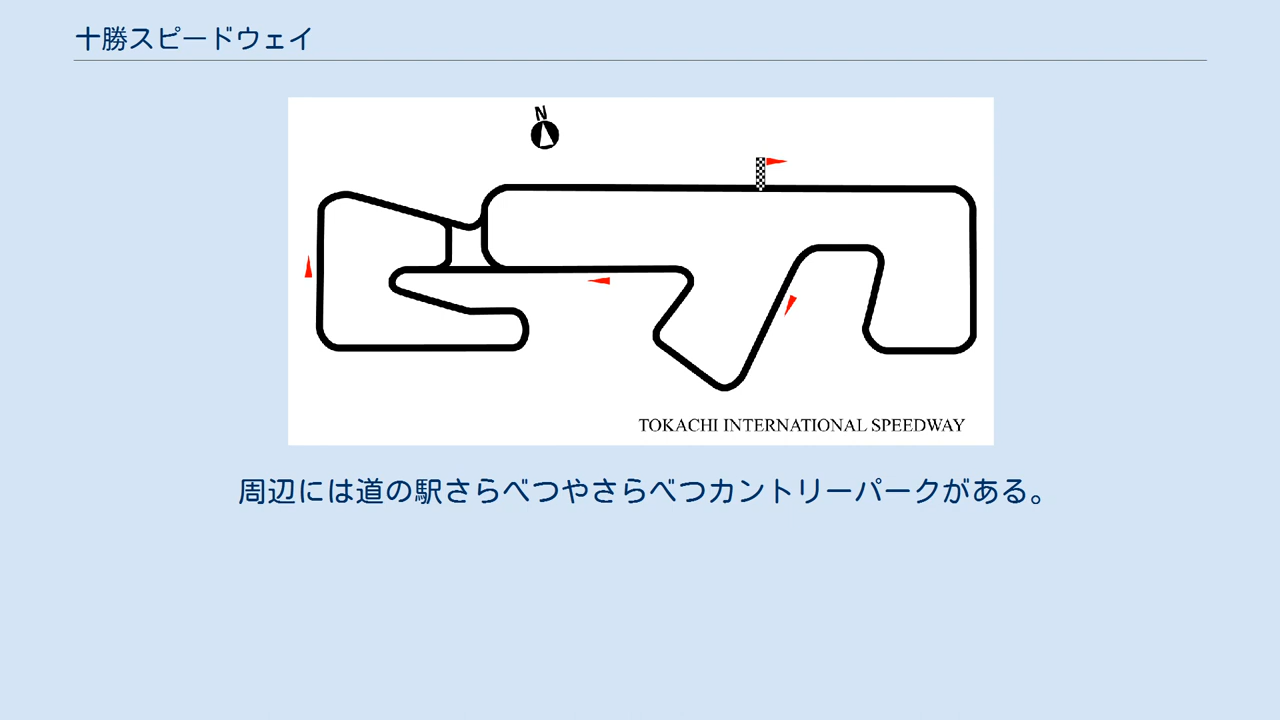 十勝スピードウェイ
N
TOKACHI INTERNATIONAL SPEEDWAY
周辺には道の駅さらべつやさらべつカントリーパークがある。